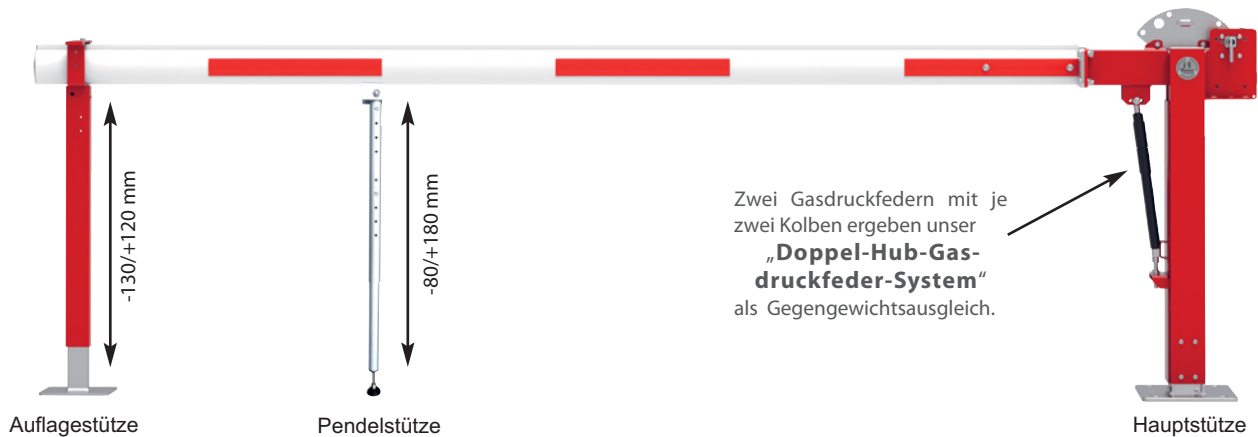 -130/+120 mm
-80/+180 mm
Zwei Gasdruckfedern mit je
zwei Kolben ergeben unser
„Doppel-Hub-Gas-
druckfeder-System“
als Gegengewichtsausgleich.
Auflagestütze
Pendelstütze
Hauptstütze